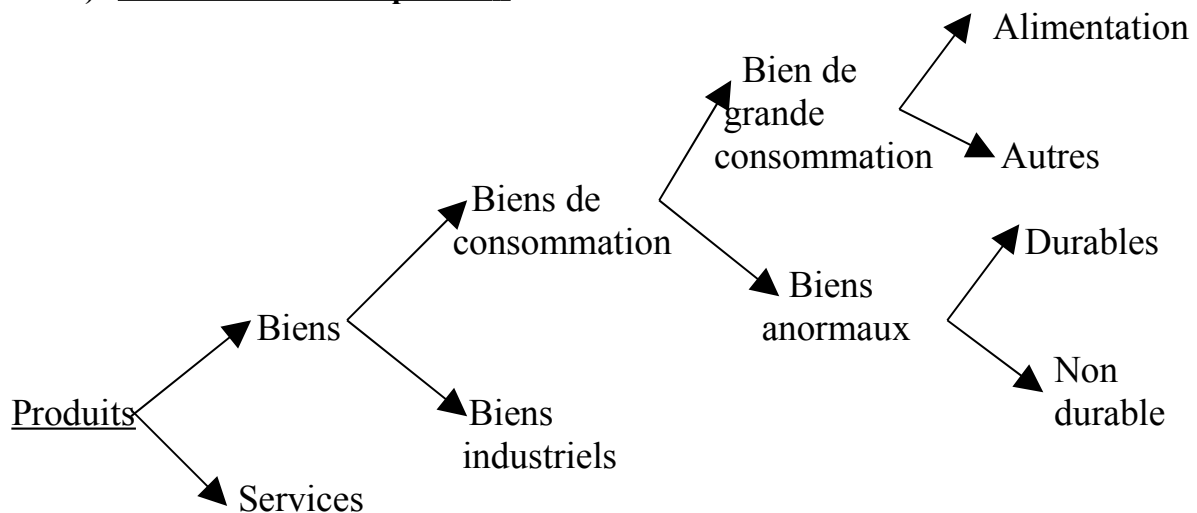 Alimentation
Bien de
grande
consommation
Autres
Biens de
consommation
Durables
Biens
anormaux
Biens
Non
durable
Produits
Biens
industriels
Services